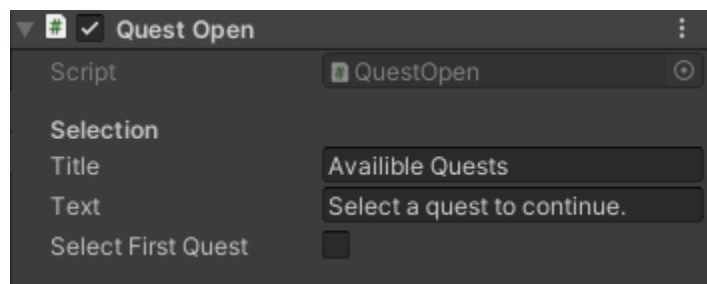 # Quest Open
Script # QuestOpen
Selection
Title Availible Quests
Text Select a quest to continue.
Select First Quest